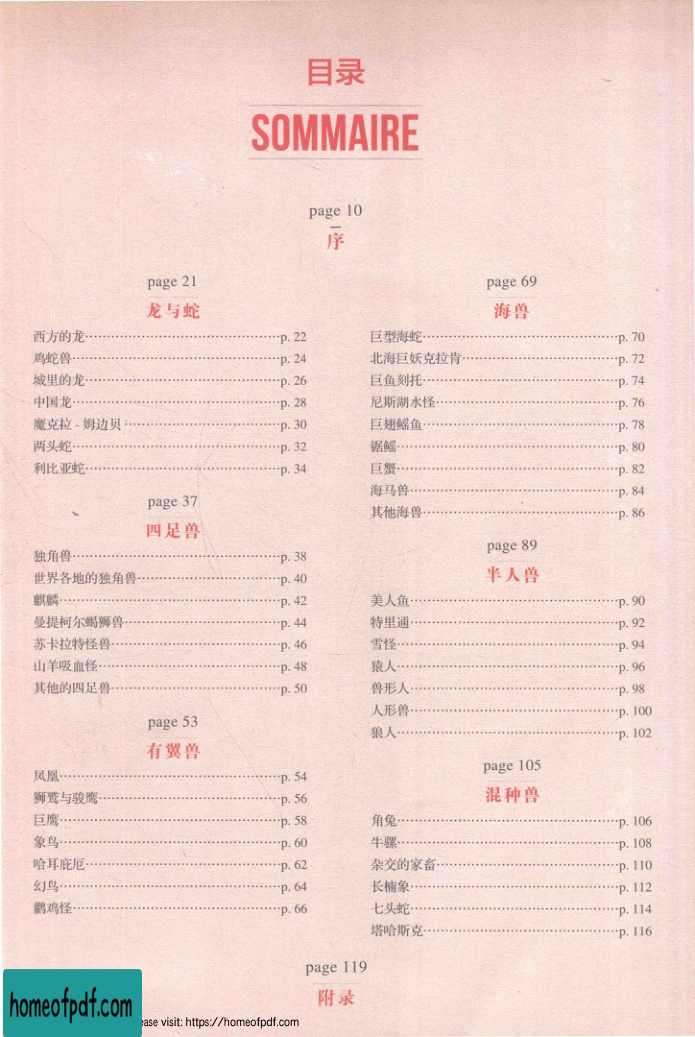 目录
SOMMAIRE
page 10
序
page 21
龙与蛇
西方的龙 p. 22
鸡蛇兽 p. 24
城里的龙 p. 26
中国龙 p. 28
魔克拉 - 姆边贝 p. 30
两头蛇 p. 32
利比亚蛇 p. 34
page 37
四足兽
独角兽 p. 38
世界各地的独角兽 p. 40
麒麟 p. 42
曼提柯尔蝎狮兽 p. 44
苏卡拉特怪兽 p. 46
山羊吸血怪 p. 48
其他的四足兽 p. 50
page 53
有翼兽
凤凰 p. 54
狮鹫与骏鹰 p. 56
巨鹰 p. 58
象鸟 p. 60
哈耳庇厄 p. 62
幻鸟 p. 64
鹳鸡怪 p. 66
page 69
海兽
巨型海蛇 p. 70
北海巨妖克拉肯 p. 72
巨鱼刻托 p. 74
尼斯湖水怪 p. 76
巨翅鳐鱼 p. 78
锯鳐 p. 80
巨蟹 p. 82
海马兽 p. 84
其他海兽 p. 86
page 89
半人兽
美人鱼 p. 90
特里通 p. 92
雪怪 p. 94
猿人 p. 96
兽形人 p. 98
人形兽 p. 100
狼人 p. 102
page 105
混种兽
角兔 p. 106
牛骡 p. 108
杂交的家畜 p. 110
长楠象 p. 112
七头蛇 p. 114
塔哈斯克 p. 116
page 119
附录
homeofpdf.com
ease visit: https://homeofpdf.com